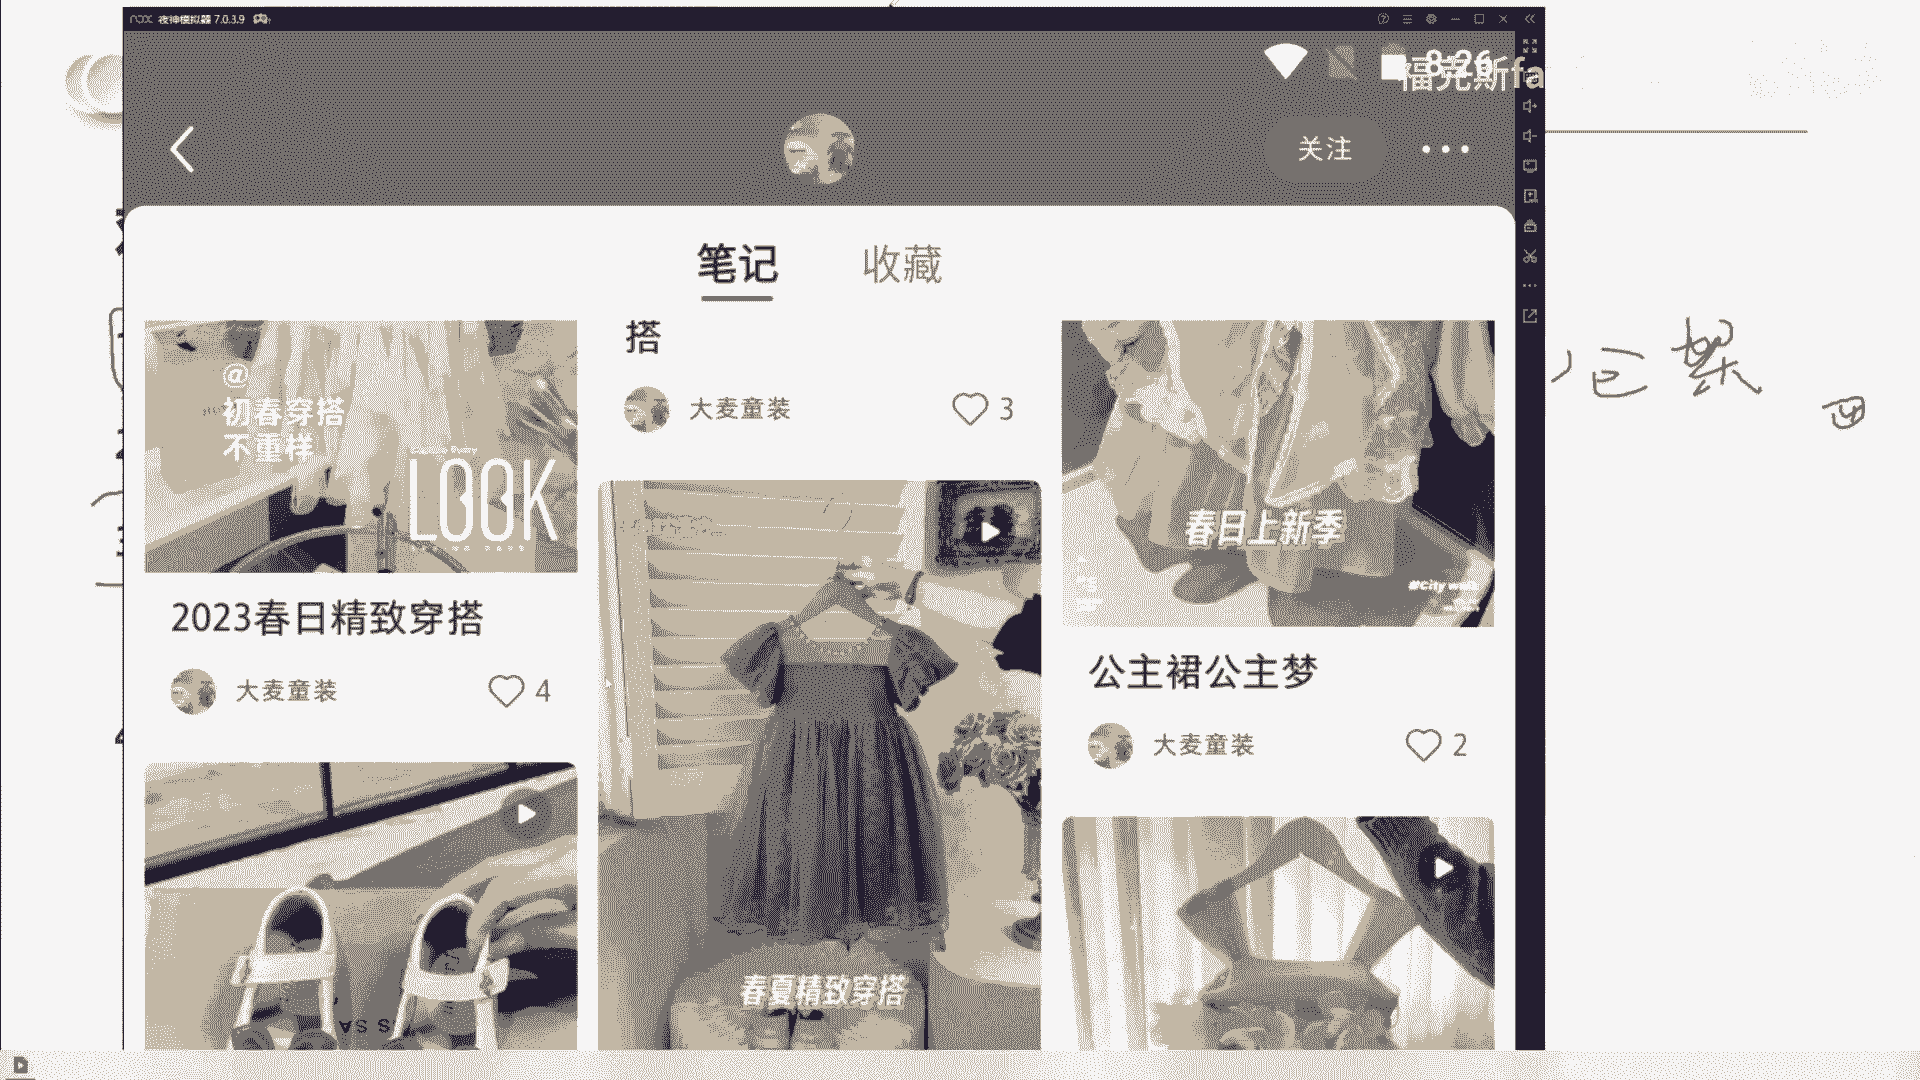 nox 夜神模拟器 7.0.3.9
8:26
福克斯fa
关注
笔记
收藏
@
初春穿搭
不重样
LOOK
2023春日精致穿搭
大麦童装
4
搭
大麦童装
3
春夏精致穿搭
春日上新季
#City walk
公主裙公主梦
大麦童装
2